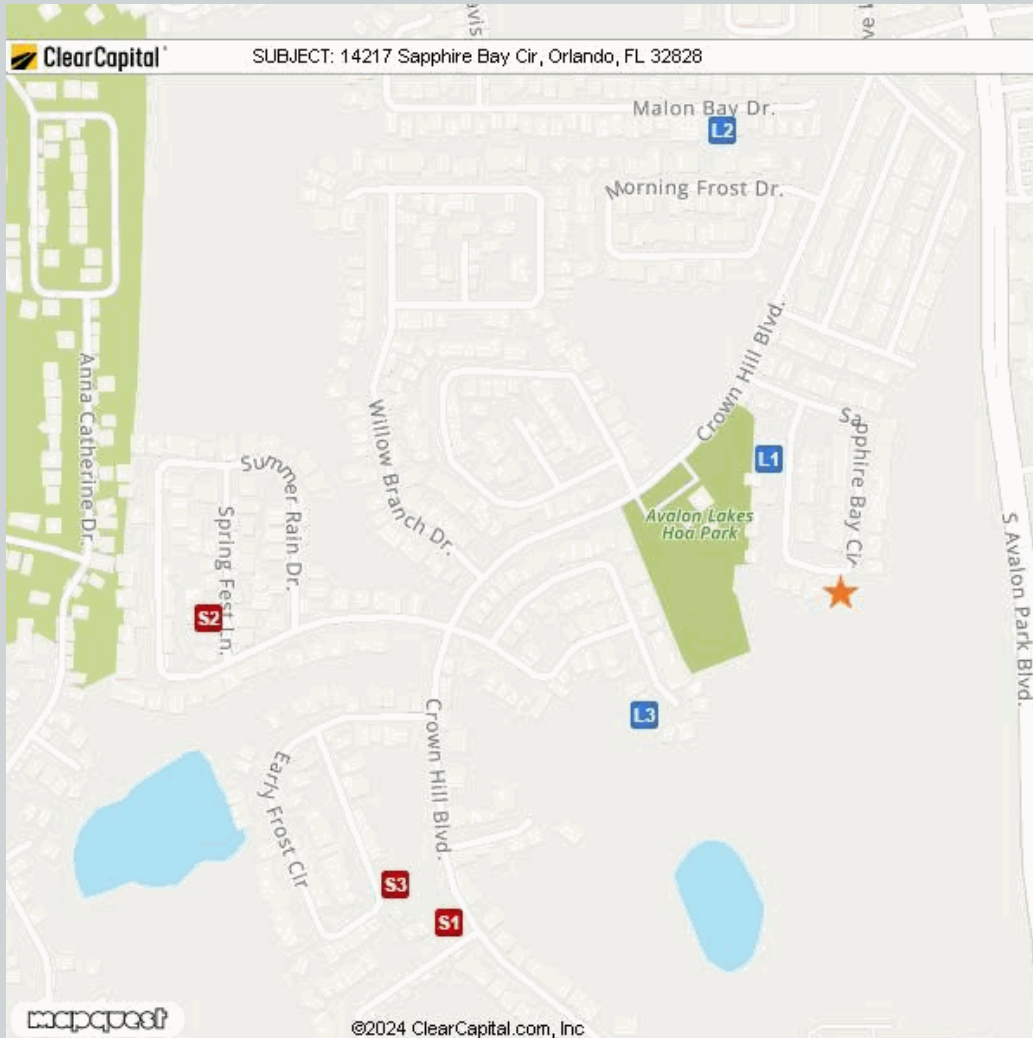 avis
ve
ClearCapital®
SUBJECT: 14217 Sapphire Bay Cir, Orlando, FL 32828
Malon Bay Dr.
L2
Morning Frost Dr.
Crown Hill Blvd.
Anna Catherine Dr.
Willow Branch Dr.
Sapphire Bay Cir
L1
Summer Rain Dr.
Spring Fest Ln.
Avalon Lakes
Hoa Park
S Avalon Park Blvd.
S2
L3
Crown Hill Blvd.
Early Frost Cir
S3
S1
mapquest
©2024 ClearCapital.com, Inc